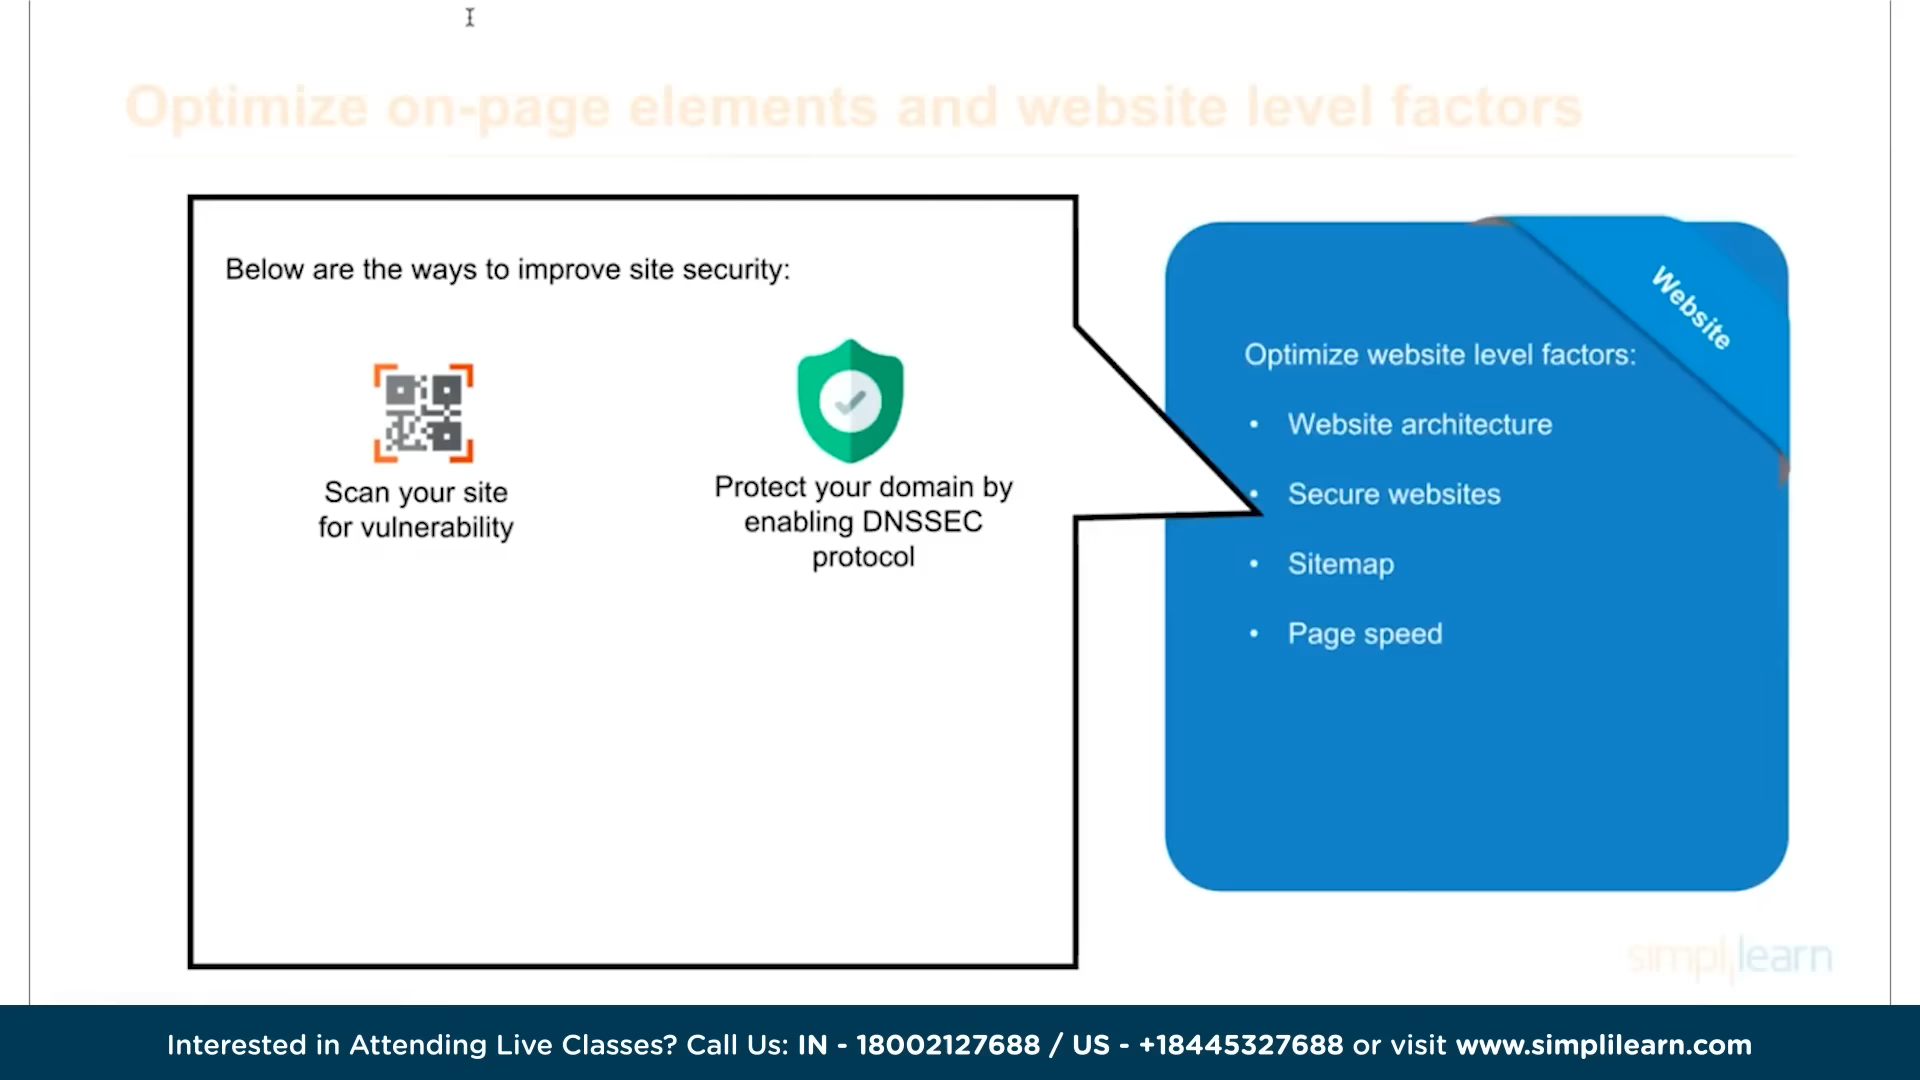 Optimize on-page elements and website level factors
Below are the ways to improve site security:
Scan your site
for vulnerability
Protect your domain by
enabling DNSSEC
protocol
Website
Optimize website level factors:
• Website architecture
• Secure websites
• Sitemap
• Page speed
simplilearn
Interested in Attending Live Classes? Call Us: IN - 18002127688 / US - +18445327688 or visit www.simplilearn.com